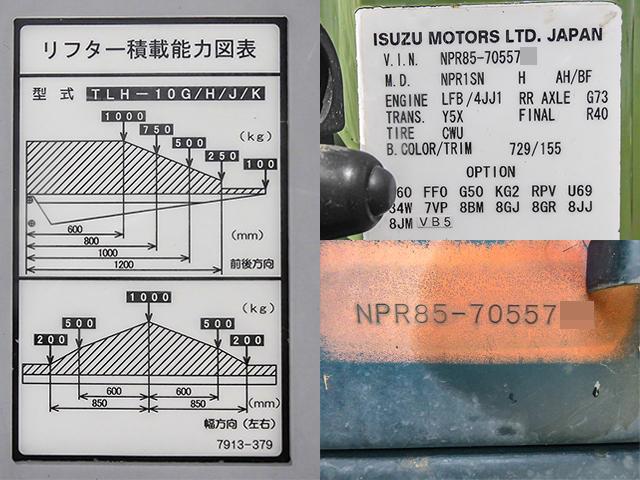 リフター積載能力図表
型式 TLH-10G/H/J/K
1000
750
500
250
100
(kg)
600
800
1000
1200
(mm)
前後方向
1000
(kg)
500
500
200
200
600
600
850
850
(mm)
幅方向(左右)
7913-379
ISUZU MOTORS LTD. JAPAN
V.I.N. NPR85-70557
M.D. NPR1SN H AH/BF
ENGINE LFB/4JJ1 RR AXLE G73
TRANS. Y5X FINAL R40
TIRE CWU
B.COLOR/TRIM 729/155
OPTION
60 FF0 G50 KG2 RPV U69
34W 7VP 8BM 8GJ 8GR 8JJ
8JM VB5
NPR85-70557